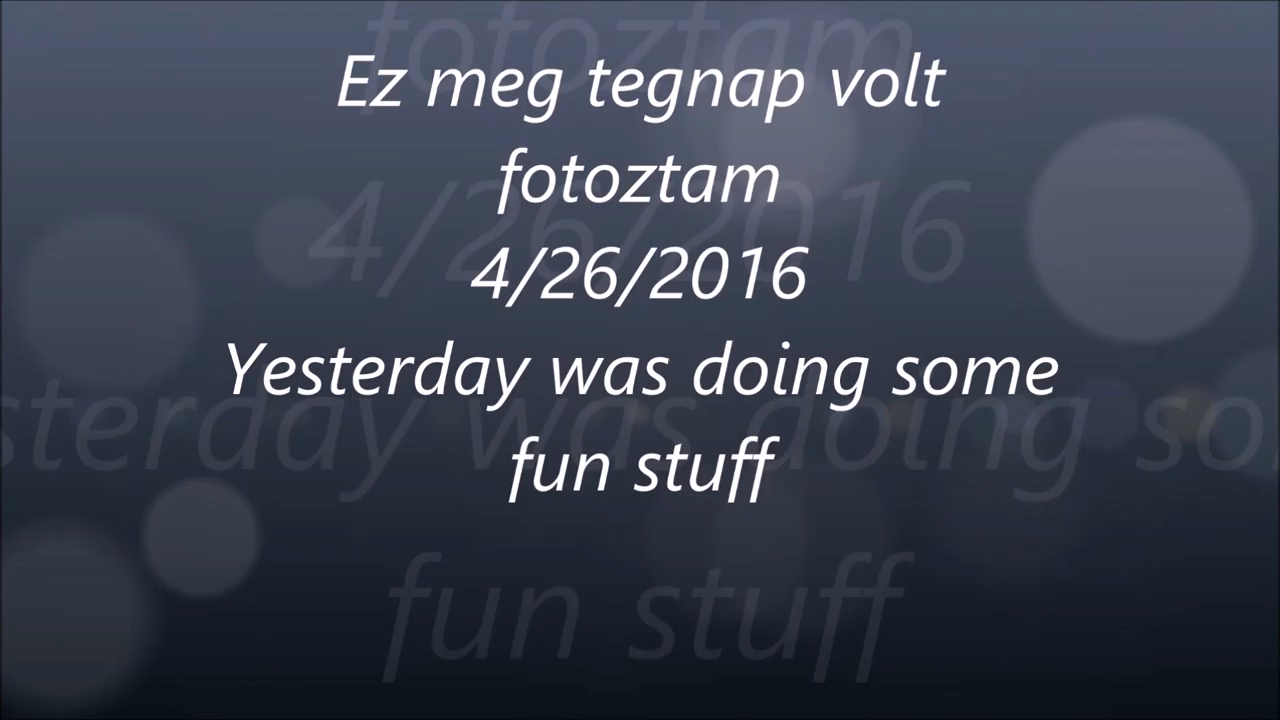 Ez meg tegnap volt
fotoztam
4/26/2016
Yesterday was doing some
fun stuff